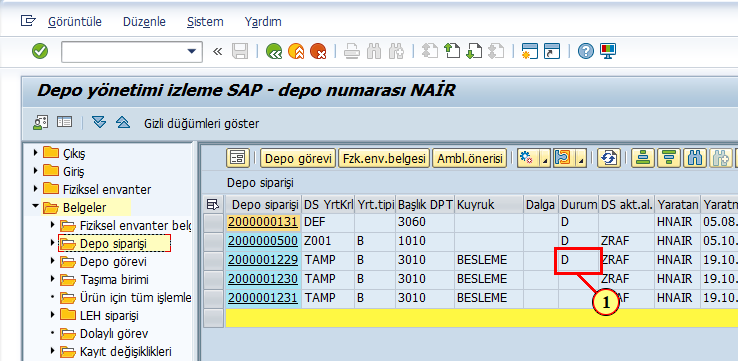 Görüntüle Düzenle Sistem Yardım
Depo yönetimi izleme SAP - depo numarası NAİR
Gizli düğümleri göster
Çıkış
Giriş
Fiziksel envanter
Belgeler
Fiziksel envanter belg
Depo siparişi
Depo görevi
Taşıma birimi
Ürün için tüm işlemle
LEH siparişi
Dolaylı görev
Kayıt değişiklikleri
Depo görevi Fzk.env.belgesi Ambl.önerisi
Depo siparişi
Depo siparişi DS YrtKrl Yrt.tipi Başlık DPT Kuyruk Dalga Durum DS akt.al. Yaratan Yaratm
2000000131 DEF 3060 D HNAIR 05.08.
2000000500 Z001 B 1010 D ZRAF HNAIR 05.10.
2000001229 TAMP B 3010 BESLEME D ZRAF HNAIR 19.10.
2000001230 TAMP B 3010 BESLEME ZRAF HNAIR 19.10.
2000001231 TAMP B 3010 BESLEME AF HNAIR 19.10.
1